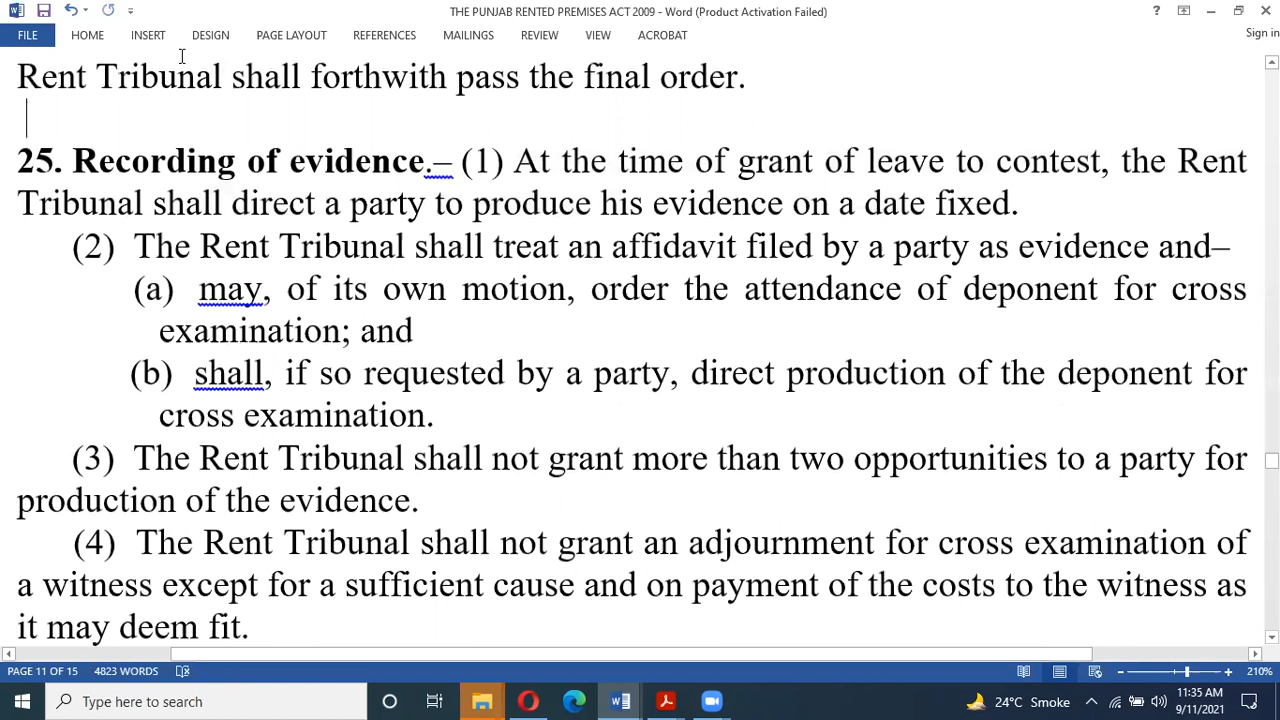 THE PUNJAB RENTED PREMISES ACT 2009 - Word (Product Activation Failed)
FILE HOME INSERT DESIGN PAGE LAYOUT REFERENCES MAILINGS REVIEW VIEW ACROBAT Sign in
Rent Tribunal shall forthwith pass the final order.
25. Recording of evidence.– (1) At the time of grant of leave to contest, the Rent
Tribunal shall direct a party to produce his evidence on a date fixed.
(2) The Rent Tribunal shall treat an affidavit filed by a party as evidence and–
(a) may, of its own motion, order the attendance of deponent for cross
examination; and
(b) shall, if so requested by a party, direct production of the deponent for
cross examination.
(3) The Rent Tribunal shall not grant more than two opportunities to a party for
production of the evidence.
(4) The Rent Tribunal shall not grant an adjournment for cross examination of
a witness except for a sufficient cause and on payment of the costs to the witness as
it may deem fit.
PAGE 11 OF 15 4823 WORDS 210%
Type here to search 24°C Smoke 11:35 AM
9/11/2021